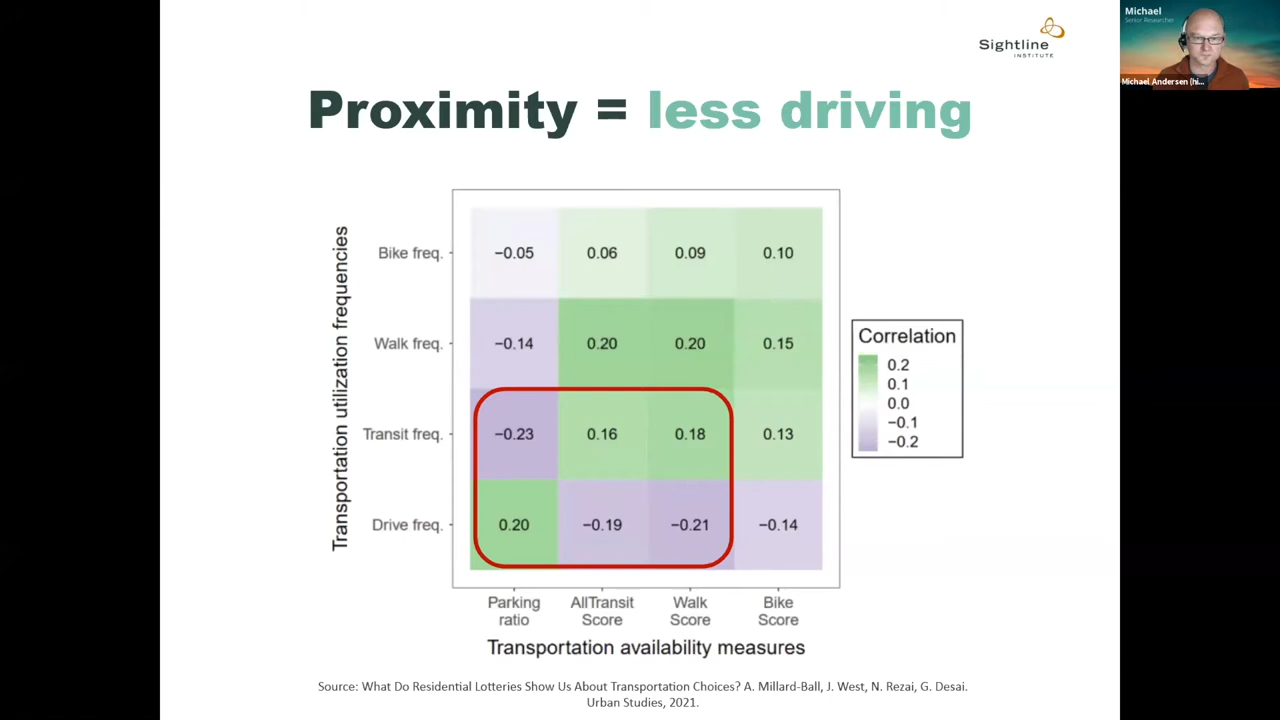 Michael
Senior Researcher
Michael Andersen (hi...
Sightline
INSTITUTE
Proximity = less driving
Transportation utilization frequencies
Bike freq.
−0.05 0.06 0.09 0.10
Walk freq.
−0.14 0.20 0.20 0.15
Transit freq.
−0.23 0.16 0.18 0.13
Drive freq.
0.20 −0.19 −0.21 −0.14
Parking
ratio
AllTransit
Score
Walk
Score
Bike
Score
Transportation availability measures
Correlation
0.2
0.1
0.0
−0.1
−0.2
Source: What Do Residential Lotteries Show Us About Transportation Choices? A. Millard-Ball, J. West, N. Rezai, G. Desai.
Urban Studies, 2021.